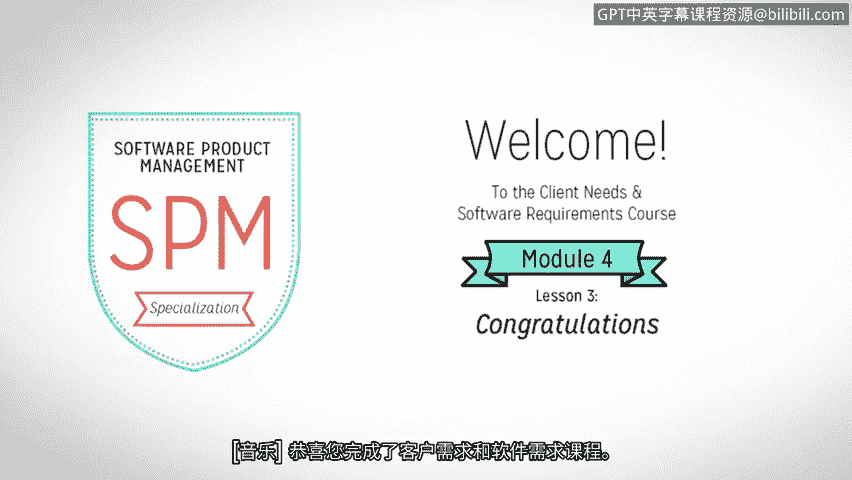 GPT中英字幕课程资源@bilibili.com
SOFTWARE PRODUCT
MANAGEMENT
SPM
Specialization
Welcome!
To the Client Needs &
Software Requirements Course
Module 4
Lesson 3:
Congratulations
[音乐] 恭喜您完成了客户需求和软件需求课程。